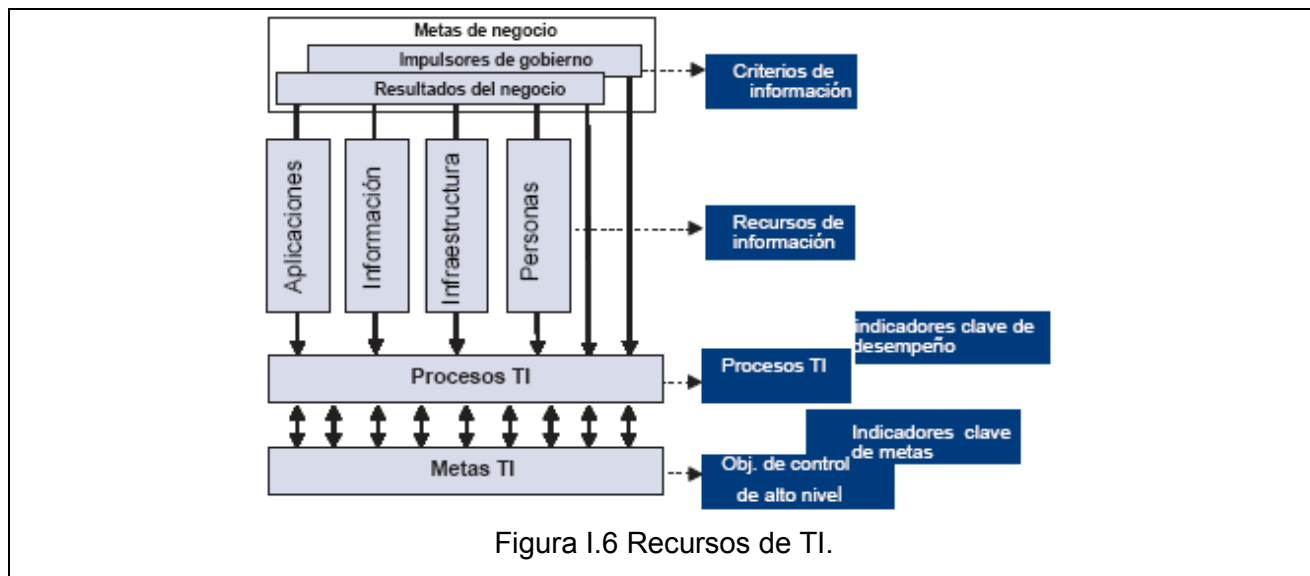 Metas de negocio
Impulsores de gobierno
Resultados del negocio
Criterios de
información
Aplicaciones
Información
Infraestructura
Personas
Recursos de
información
indicadores clave de
desempeño
Procesos TI
Procesos TI
Indicadores clave
de metas
Metas TI
Obj. de control
de alto nivel
Figura I.6 Recursos de TI.